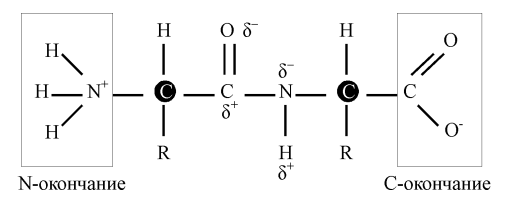 H H O δ⁻ H O
H δ⁻
H N⁺ C C N C C
δ⁺
H R H R O⁻
δ⁺
N-окончание C-окончание